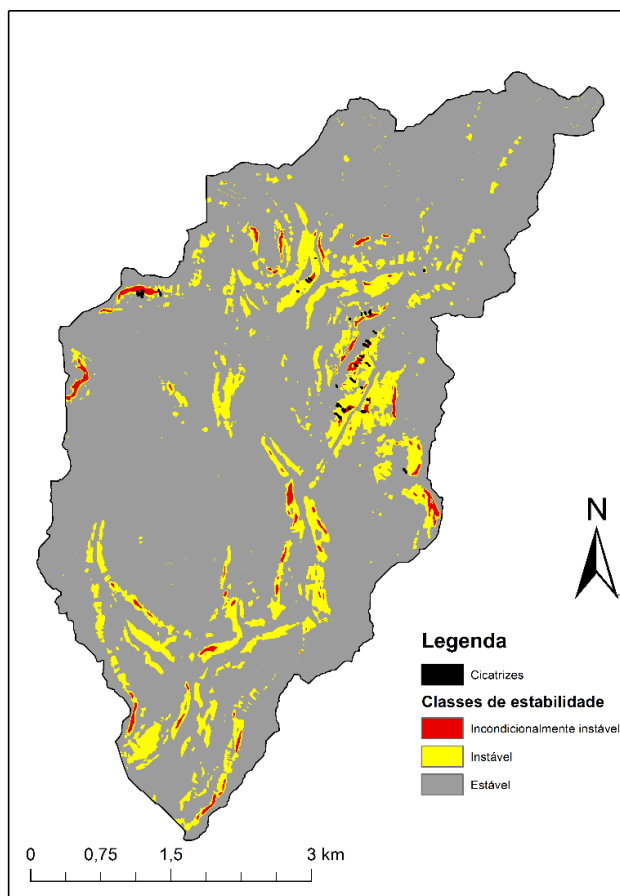 N
Legenda
Cicatrizes
Classes de estabilidade
Incondicionalmente instável
Instável
Estável
0 0,75 1,5 3 km